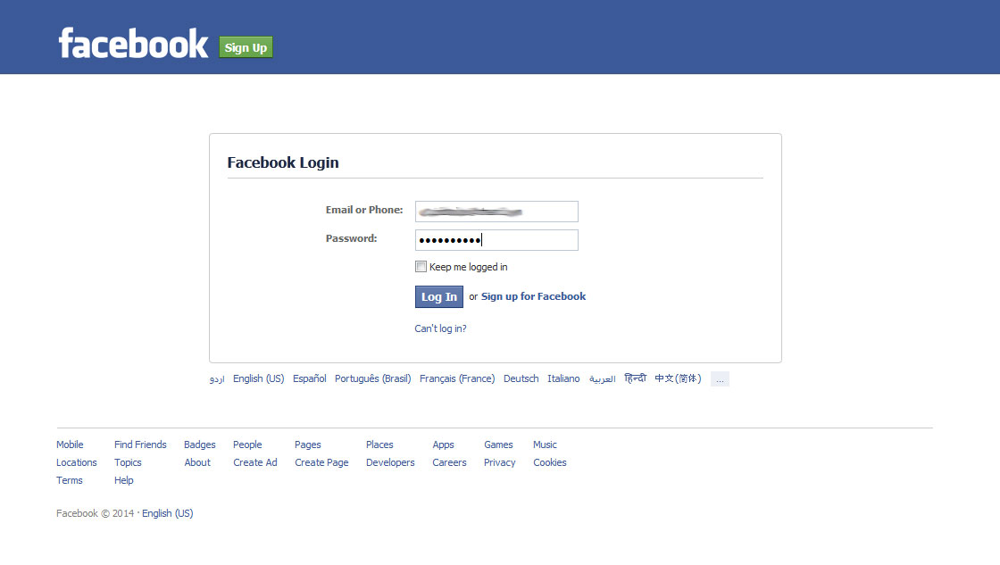 facebook Sign Up
Facebook Login
Email or Phone:
Password: ••••••••••
Keep me logged in
Log In or Sign up for Facebook
Can't log in?
اردو English (US) Español Português (Brasil) Français (France) Deutsch Italiano العربية हिन्दी 中文(简体) ...
Mobile Find Friends Badges People Pages Places Apps Games Music
Locations Topics About Create Ad Create Page Developers Careers Privacy Cookies
Terms Help
Facebook © 2014 · English (US)